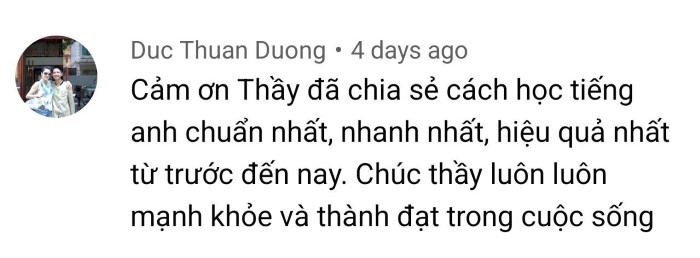 Duc Thuan Duong • 4 days ago
Cảm ơn Thầy đã chia sẻ cách học tiếng
anh chuẩn nhất, nhanh nhất, hiệu quả nhất
từ trước đến nay. Chúc thầy luôn luôn
mạnh khỏe và thành đạt trong cuộc sống